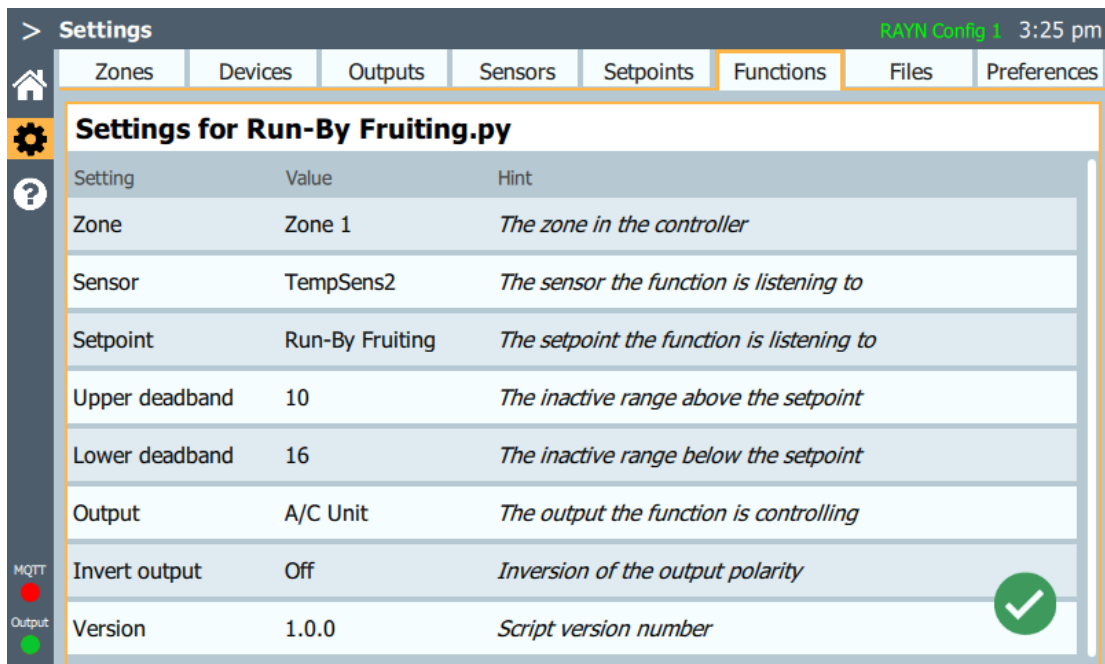 > Settings RAYN Config 1 3:25 pm
Zones Devices Outputs Sensors Setpoints Functions Files Preferences
Settings for Run-By Fruiting.py
Setting Value Hint
Zone Zone 1 The zone in the controller
Sensor TempSens2 The sensor the function is listening to
Setpoint Run-By Fruiting The setpoint the function is listening to
Upper deadband 10 The inactive range above the setpoint
Lower deadband 16 The inactive range below the setpoint
Output A/C Unit The output the function is controlling
MQTT
Invert output Off Inversion of the output polarity
Output
Version 1.0.0 Script version number